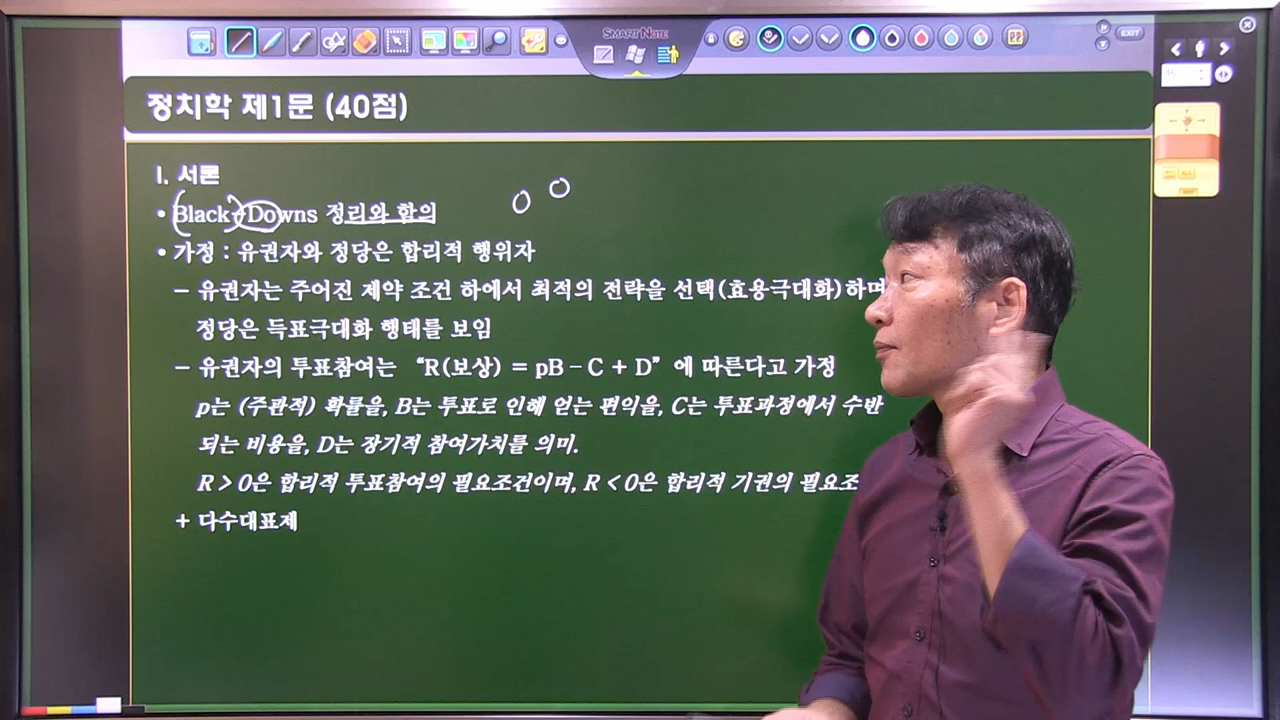 SMART NOTE
EXIT
정치학 제1문 (40점)
I. 서론
• Black-Downs 정리와 함의
• 가정 : 유권자와 정당은 합리적 행위자
– 유권자는 주어진 제약 조건 하에서 최적의 전략을 선택(효용극대화)하며
정당은 득표극대화 행태를 보임
– 유권자의 투표참여는 “R(보상) = pB – C + D” 에 따른다고 가정
p는 (주관적) 확률을, B는 투표로 인해 얻는 편익을, C는 투표과정에서 수반
되는 비용을, D는 장기적 참여가치를 의미.
R > 0은 합리적 투표참여의 필요조건이며, R < 0은 합리적 기권의 필요조
+ 다수대표제